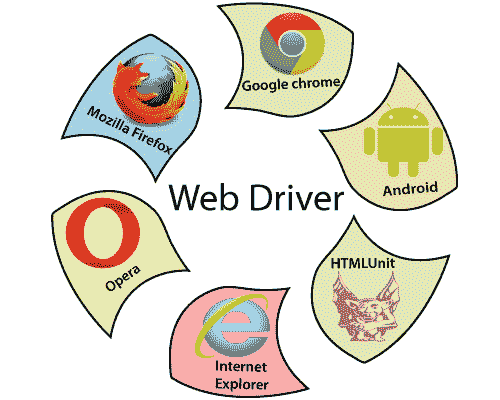 Google chrome
Mozilla Firefox
Android
Web Driver
HTMLUnit
Opera
Internet
Explorer